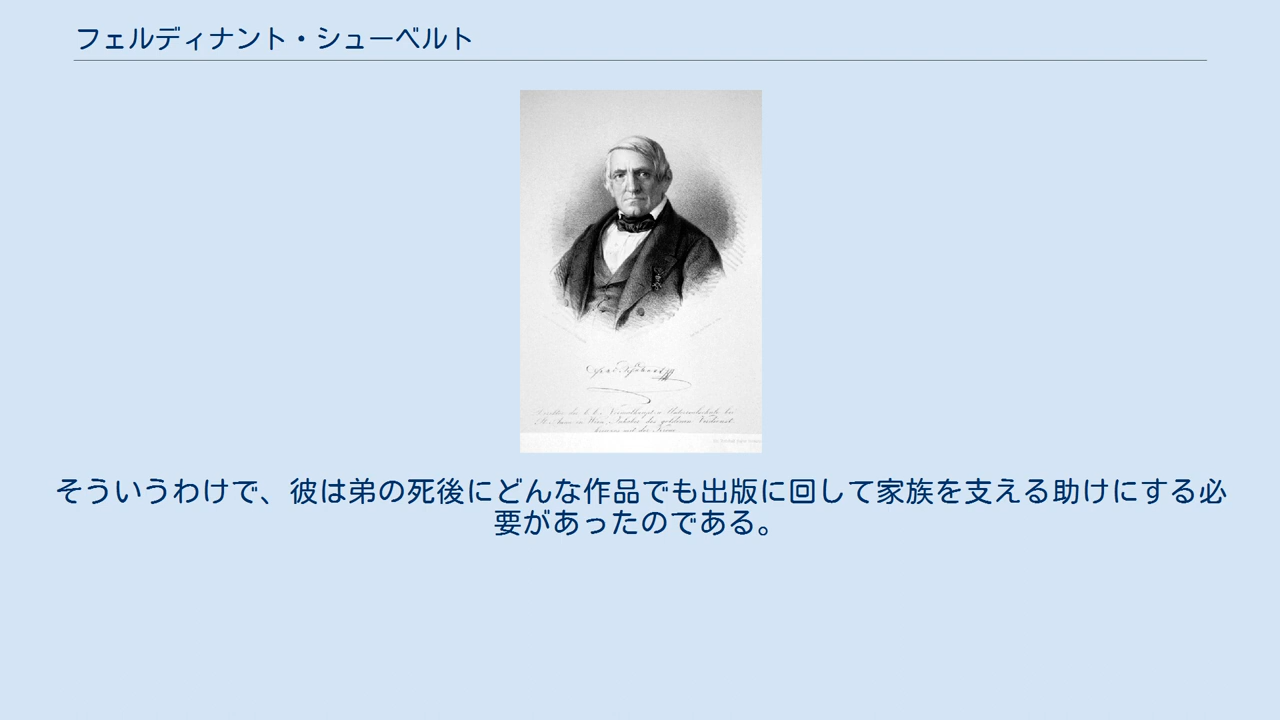 フェルディナント・シューベルト
そういうわけで、彼は弟の死後にどんな作品でも出版に回して家族を支える助けにする必
要があったのである。